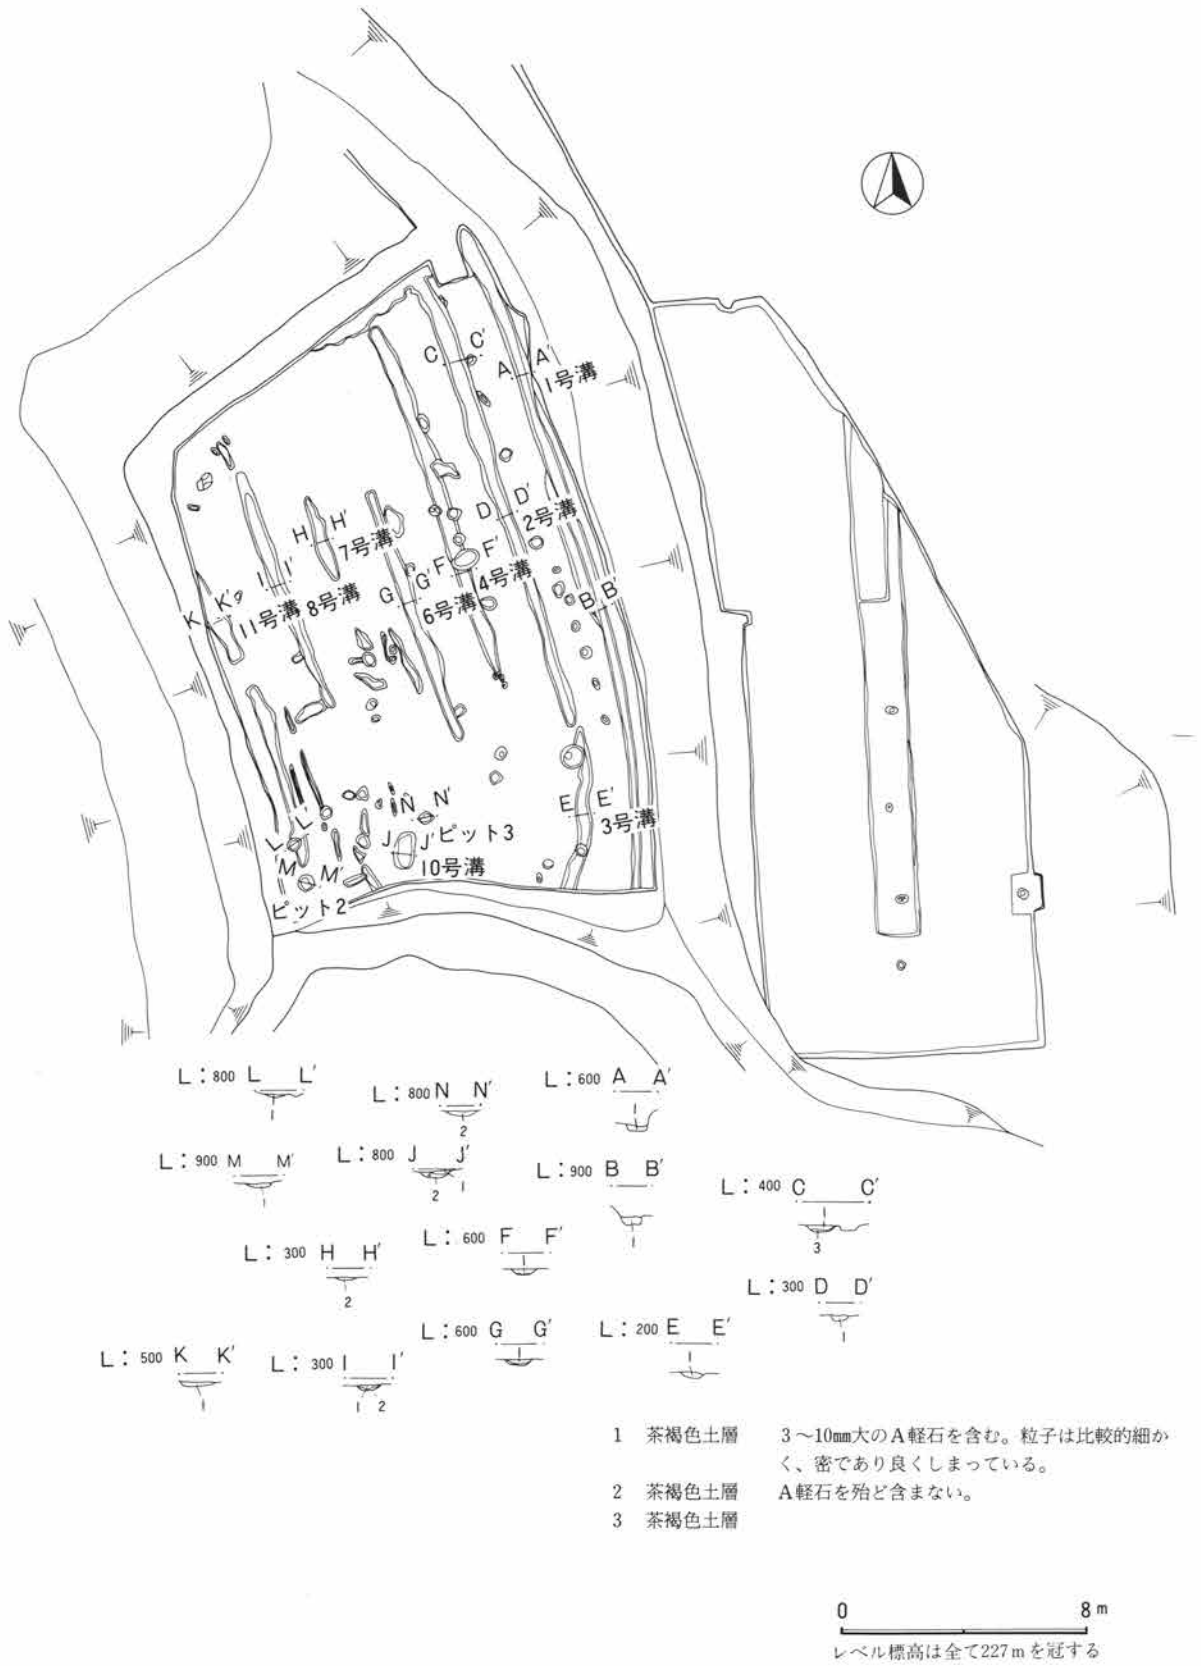 C C'
A A'
1号溝
D D'
2号溝
H H'
7号溝
F F'
4号溝
I I'
8号溝
G G'
6号溝
B B'
K K'
11号溝
E E'
3号溝
N N'
L L'
J J'
ピット3
10号溝
M M'
ピット2
L:800 L L'
1
L:800 N N'
2
L:600 A A'
1
L:900 M M'
1
L:800 J J'
2 1
L:900 B B'
1
L:400 C C'
1
3
L:300 H H'
2
L:600 F F'
1
L:300 D D'
1
L:500 K K'
1
L:300 I I'
1 2
L:600 G G'
1
L:200 E E'
1
1 茶褐色土層 3〜10㎜大のA軽石を含む。粒子は比較的細か
く、密であり良くしまっている。
2 茶褐色土層 A軽石を殆ど含まない。
3 茶褐色土層
0 8m
レベル標高は全て227mを冠する